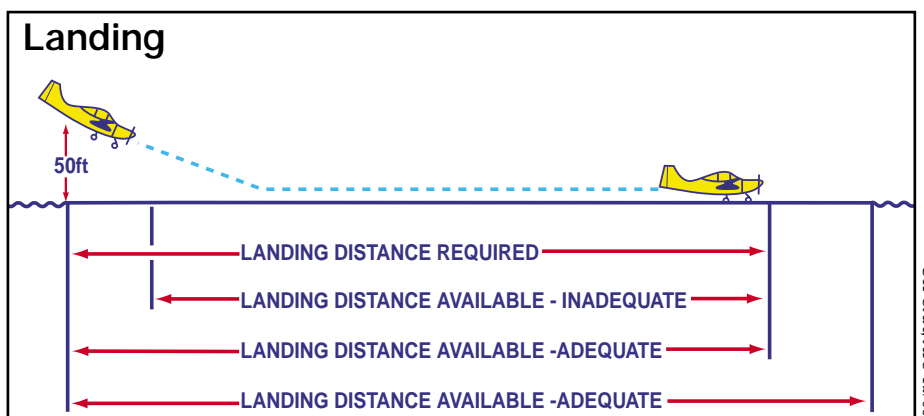 Landing
50ft
LANDING DISTANCE REQUIRED
LANDING DISTANCE AVAILABLE - INADEQUATE
LANDING DISTANCE AVAILABLE -ADEQUATE
LANDING DISTANCE AVAILABLE -ADEQUATE